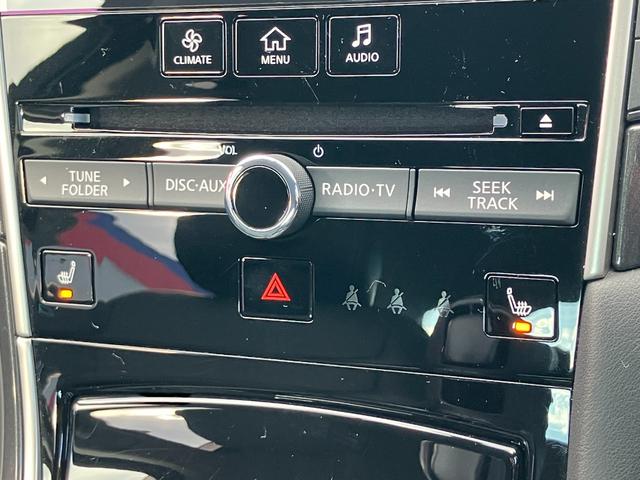 CLIMATE
MENU
AUDIO
VOL
TUNE
FOLDER
DISC·AUX
RADIO·TV
SEEK
TRACK